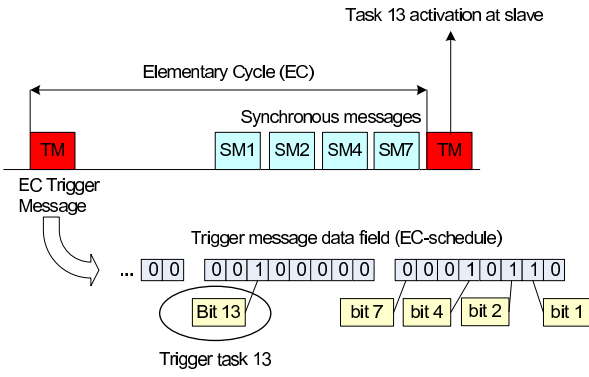 Task 13 activation at slave
Elementary Cycle (EC)
Synchronous messages
TM SM1 SM2 SM4 SM7 TM
EC Trigger
Message
Trigger message data field (EC-schedule)
... 0 0 0 0 1 0 0 0 0 0 0 0 0 1 0 1 1 0
Bit 13 bit 7 bit 4 bit 2 bit 1
Trigger task 13